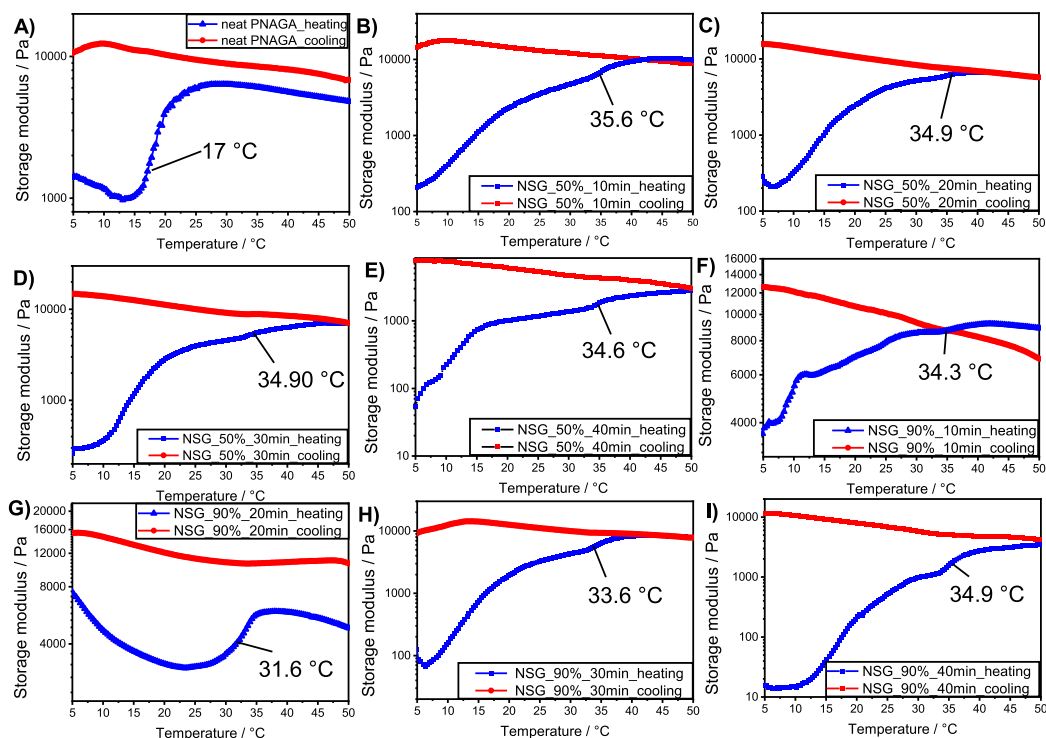 A)
neat PNAGA_heating
neat PNAGA_cooling
10000
1000
17 °C
Storage modulus / Pa
5 10 15 20 25 30 35 40 45 50
Temperature / °C
B)
10000
1000
100
35.6 °C
NSG_50%_10min_heating
NSG_50%_10min_cooling
Storage modulus / Pa
5 10 15 20 25 30 35 40 45 50
Temperature / °C
C)
10000
1000
100
34.9 °C
NSG_50%_20min_heating
NSG_50%_20min_cooling
Storage modulus / Pa
5 10 15 20 25 30 35 40 45 50
Temperature / °C
D)
10000
1000
34.90 °C
NSG_50%_30min_heating
NSG_50%_30min_cooling
Storage modulus / Pa
5 10 15 20 25 30 35 40 45 50
Temperature / °C
E)
1000
100
10
34.6 °C
NSG_50%_40min_heating
NSG_50%_40min_cooling
Storage modulus / Pa
5 10 15 20 25 30 35 40 45 50
Temperature / °C
F)
16000
14000
12000
10000
8000
6000
4000
34.3 °C
NSG_90%_10min_heating
NSG_90%_10min_cooling
Storage modulus / Pa
5 10 15 20 25 30 35 40 45 50
Temperature / °C
G)
NSG_90%_20min_heating
NSG_90%_20min_cooling
20000
16000
12000
8000
4000
31.6 °C
Storage modulus / Pa
5 10 15 20 25 30 35 40 45 50
Temperature / °C
H)
10000
1000
100
33.6 °C
NSG_90%_30min_heating
NSG_90%_30min_cooling
Storage modulus / Pa
5 10 15 20 25 30 35 40 45 50
Temperature / °C
I)
10000
1000
100
10
34.9 °C
NSG_90%_40min_heating
NSG_90%_40min_cooling
Storage modulus / Pa
5 10 15 20 25 30 35 40 45 50
Temperature / °C